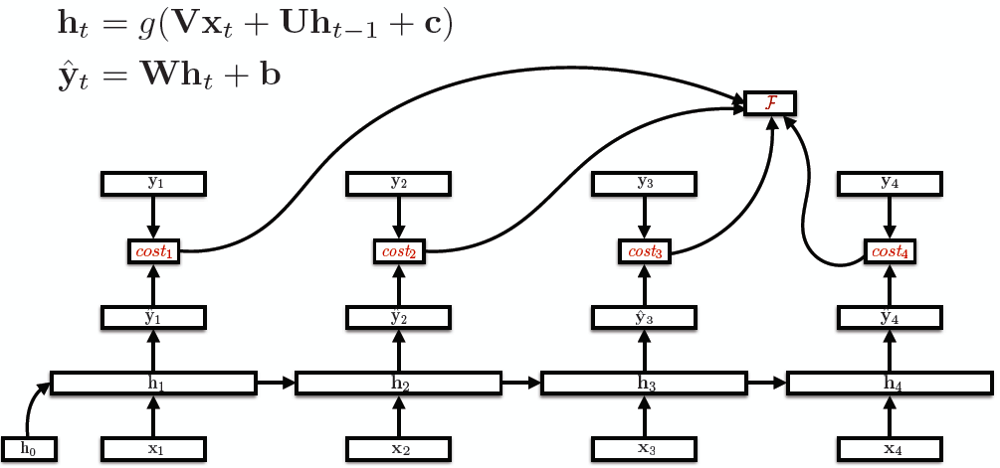 h_t = g(Vx_t + Uh_{t−1} + c)
ŷ_t = Wh_t + b
F
y₁ y₂ y₃ y₄
cost₁ cost₂ cost₃ cost₄
ŷ₁ ŷ₂ ŷ₃ ŷ₄
h₁ h₂ h₃ h₄
h₀ x₁ x₂ x₃ x₄